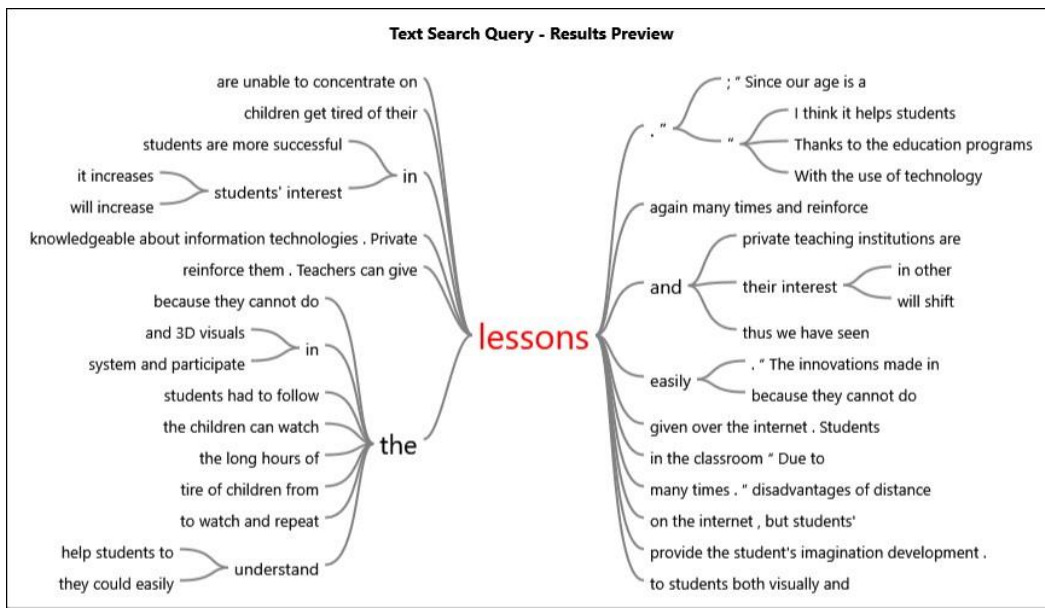 Text Search Query - Results Preview
are unable to concentrate on
children get tired of their
students are more successful
in
it increases
will increase
students' interest
knowledgeable about information technologies . Private
reinforce them . Teachers can give
because they cannot do
and 3D visuals
system and participate
in
students had to follow
the children can watch
the long hours of
tire of children from
to watch and repeat
help students to
they could easily
understand
the
lessons
. "
; " Since our age is a
"
I think it helps students
Thanks to the education programs
With the use of technology
again many times and reinforce
and
private teaching institutions are
their interest
in other
will shift
thus we have seen
easily
. " The innovations made in
because they cannot do
given over the internet . Students
in the classroom " Due to
many times . " disadvantages of distance
on the internet , but students'
provide the student's imagination development .
to students both visually and